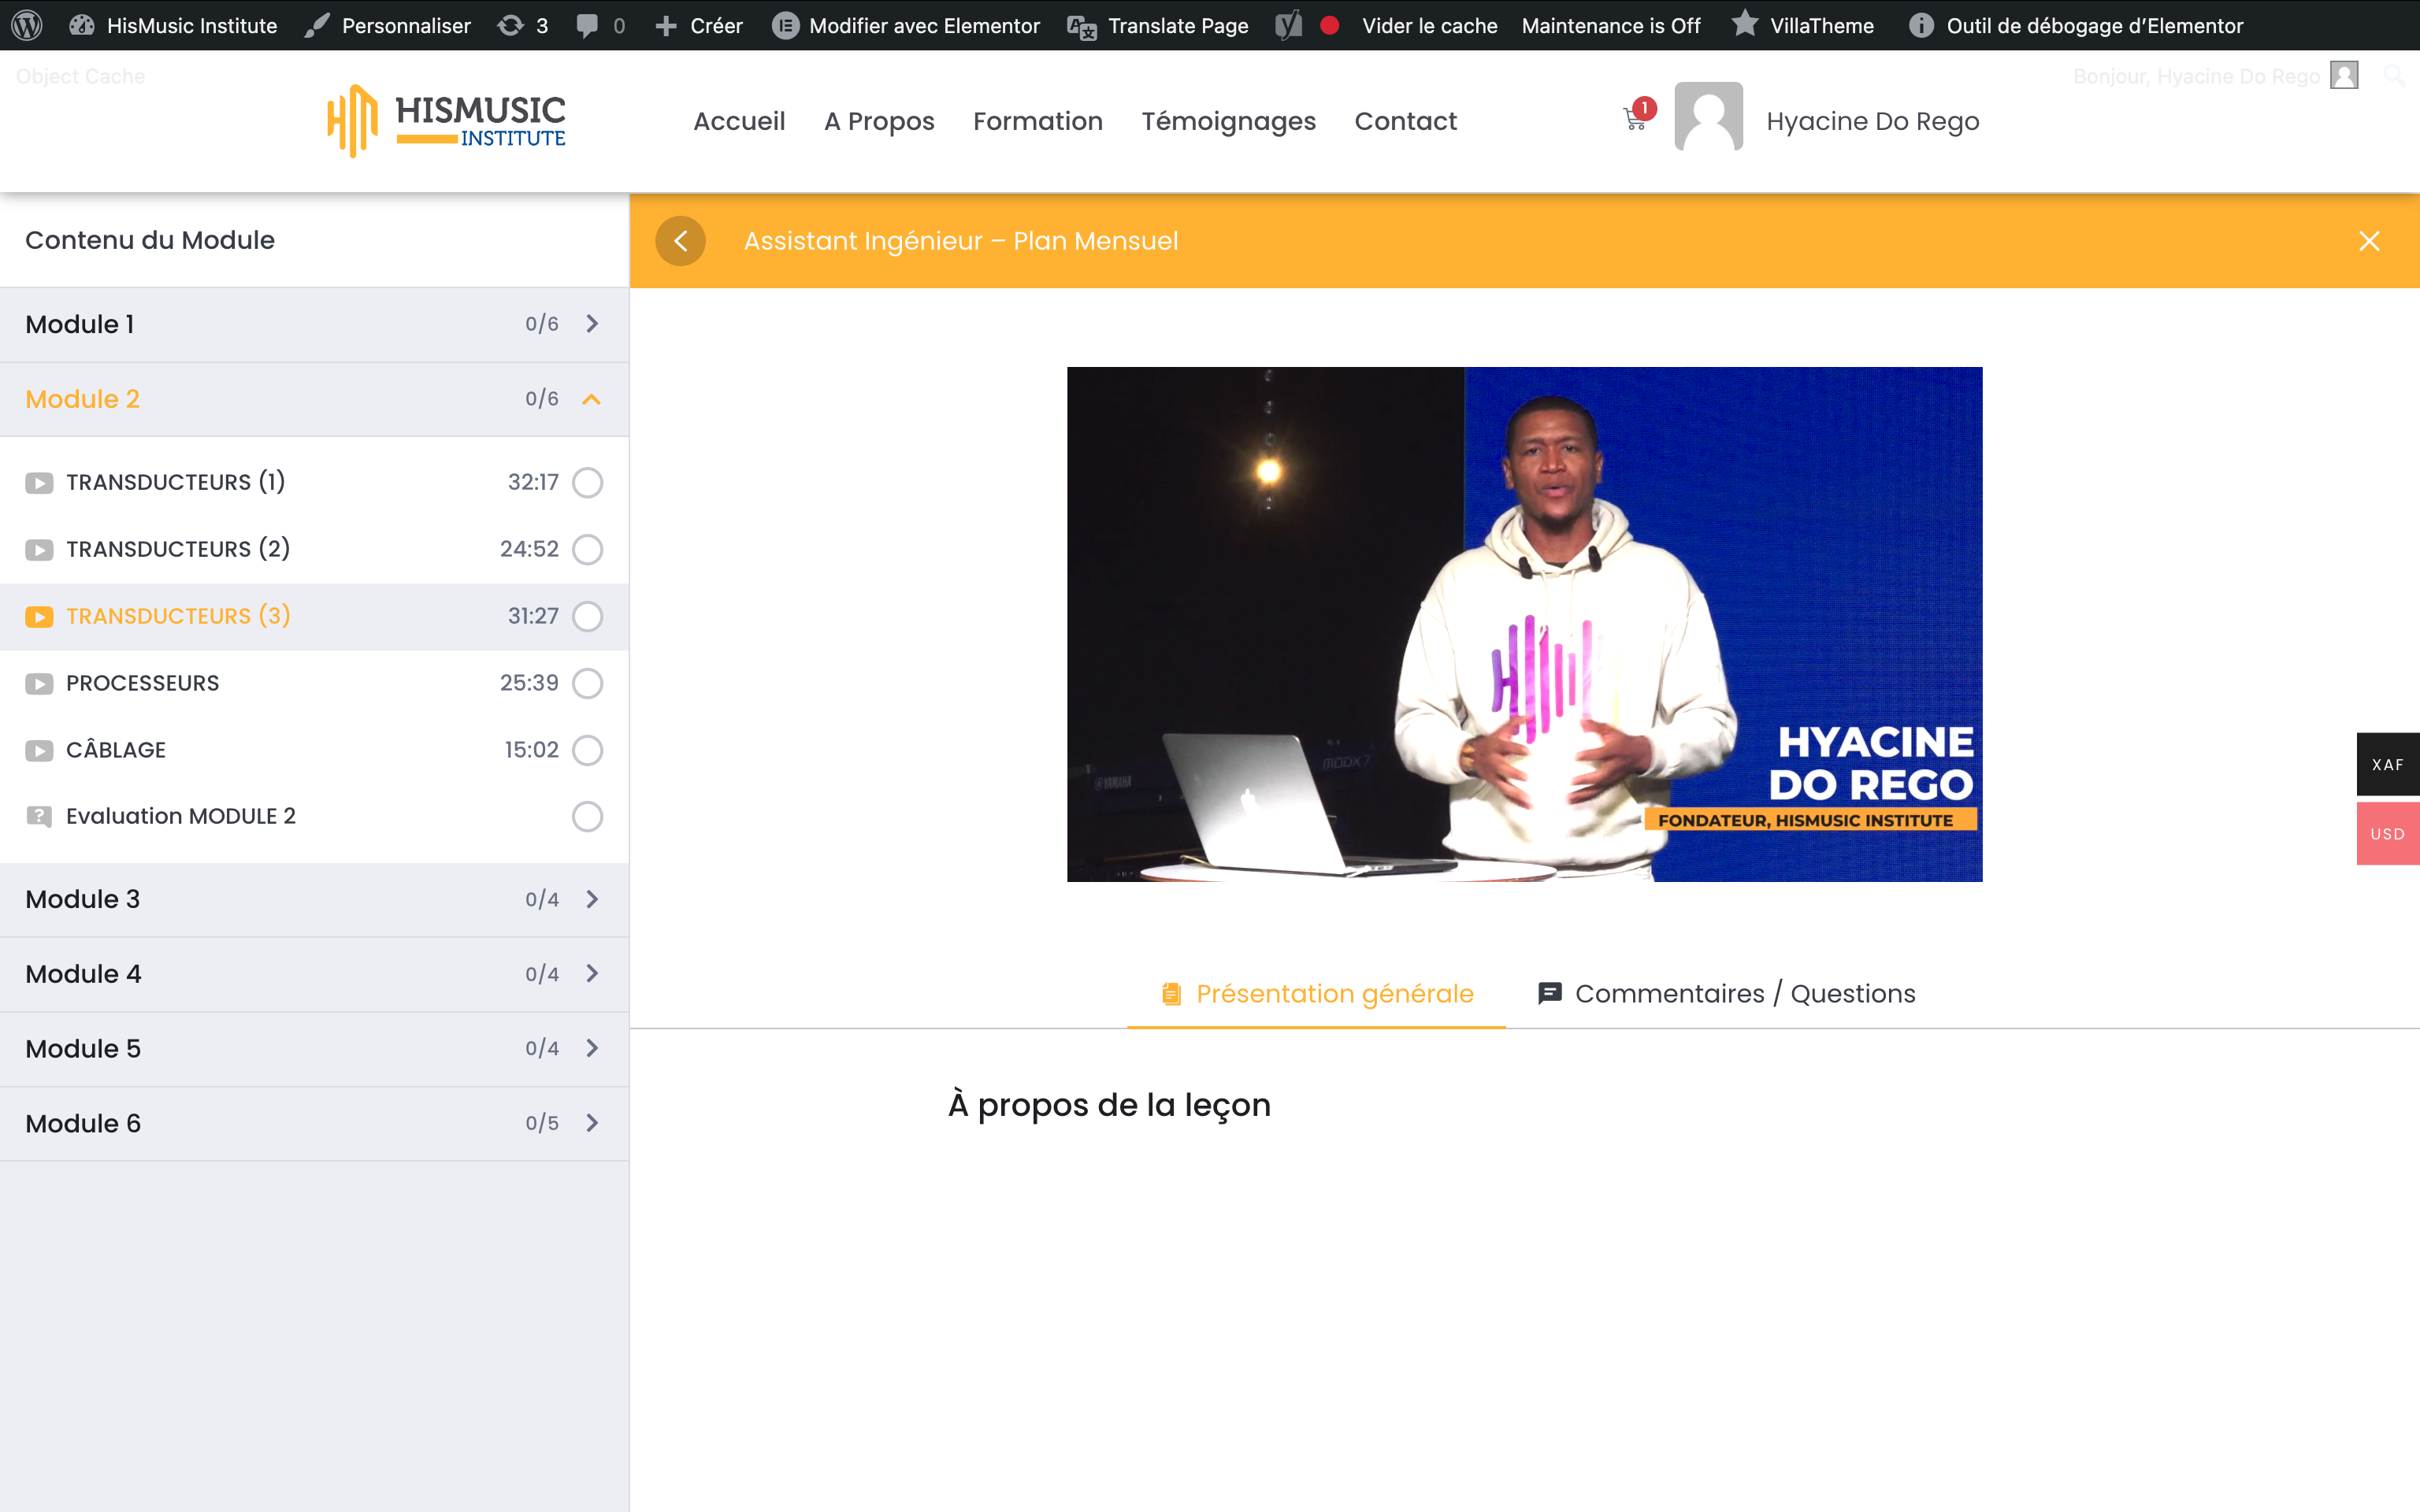 HisMusic Institute Personnaliser 3 0 Créer Modifier avec Elementor Translate Page Vider le cache Maintenance is Off VillaTheme Outil de débogage d’Elementor
Object Cache Bonjour, Hyacine Do Rego
HISMUSIC
INSTITUTE
Accueil A Propos Formation Témoignages Contact 1 Hyacine Do Rego
Contenu du Module
Module 1 0/6
Module 2 0/6
TRANSDUCTEURS (1) 32:17
TRANSDUCTEURS (2) 24:52
TRANSDUCTEURS (3) 31:27
PROCESSEURS 25:39
CÂBLAGE 15:02
Evaluation MODULE 2
Module 3 0/4
Module 4 0/4
Module 5 0/4
Module 6 0/5
Assistant Ingénieur – Plan Mensuel
YAMAHA
MODX7
HYACINE
DO REGO
FONDATEUR, HISMUSIC INSTITUTE
Présentation générale Commentaires / Questions
À propos de la leçon
XAF
USD